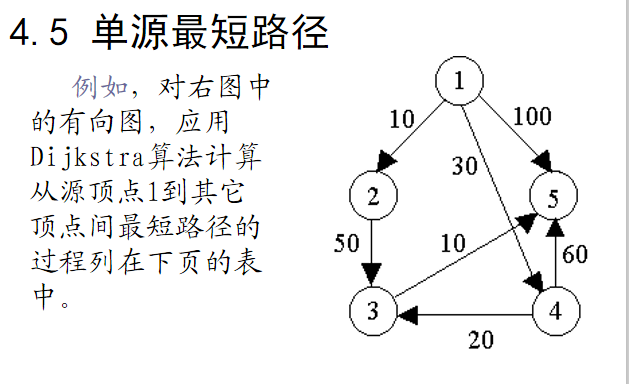 4.5 单源最短路径
例如，对右图中
的有向图，应用
Dijkstra算法计算
从源顶点1到其它
顶点间最短路径的
过程列在下页的表
中。
1
10
100
30
2
5
50
10
60
3
4
20